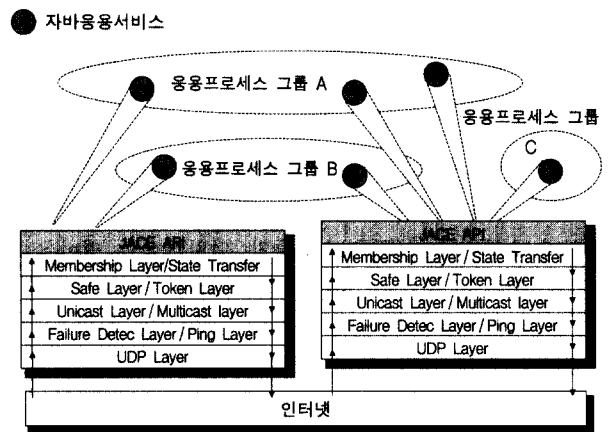 자바응용서비스
응용프로세스 그룹 A
응용프로세스 그룹
C
응용프로세스 그룹 B
JACE API
Membership Layer/State Transfer
Safe Layer / Token Layer
Unicast Layer / Multicast layer
Failure Detec Layer / Ping Layer
UDP Layer
JACE API
Membership Layer / State Transfer
Safe Layer / Token Layer
Unicast Layer / Multicast layer
Failure Detec Layer / Ping Layer
UDP Layer
인터넷